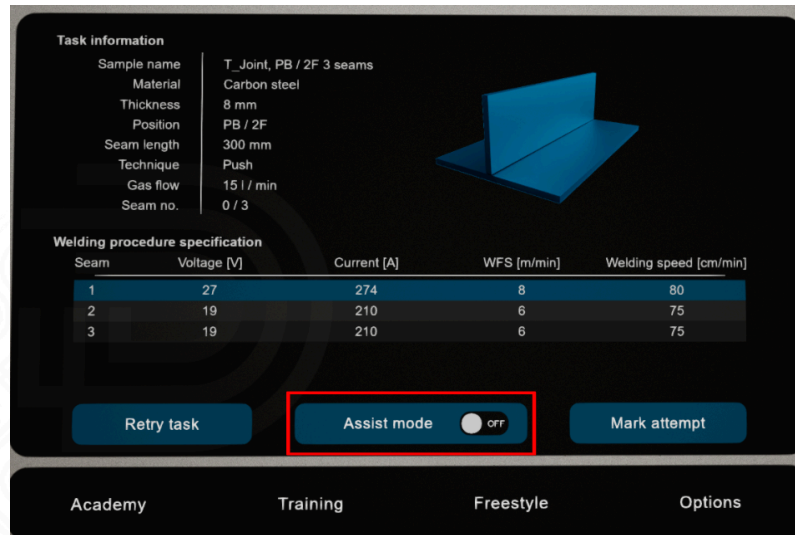 Task information
Sample name T_Joint, PB / 2F 3 seams
Material Carbon steel
Thickness 8 mm
Position PB / 2F
Seam length 300 mm
Technique Push
Gas flow 15 l / min
Seam no. 0 / 3
Welding procedure specification
Seam Voltage [V] Current [A] WFS [m/min] Welding speed [cm/min]
1 27 274 8 80
2 19 210 6 75
3 19 210 6 75
Retry task Assist mode OFF Mark attempt
Academy Training Freestyle Options